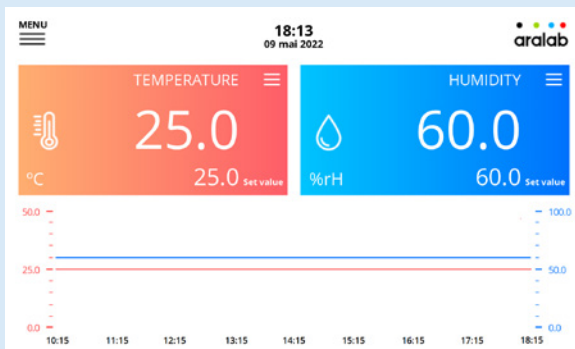 MENU
18:13
09 mai 2022
aralab
TEMPERATURE
25.0
°C
25.0 Set value
HUMIDITY
60.0
%rH
60.0 Set value
50.0
25.0
0.0
100.0
50.0
0.0
10:15 11:15 12:15 13:15 14:15 15:15 16:15 17:15 18:15